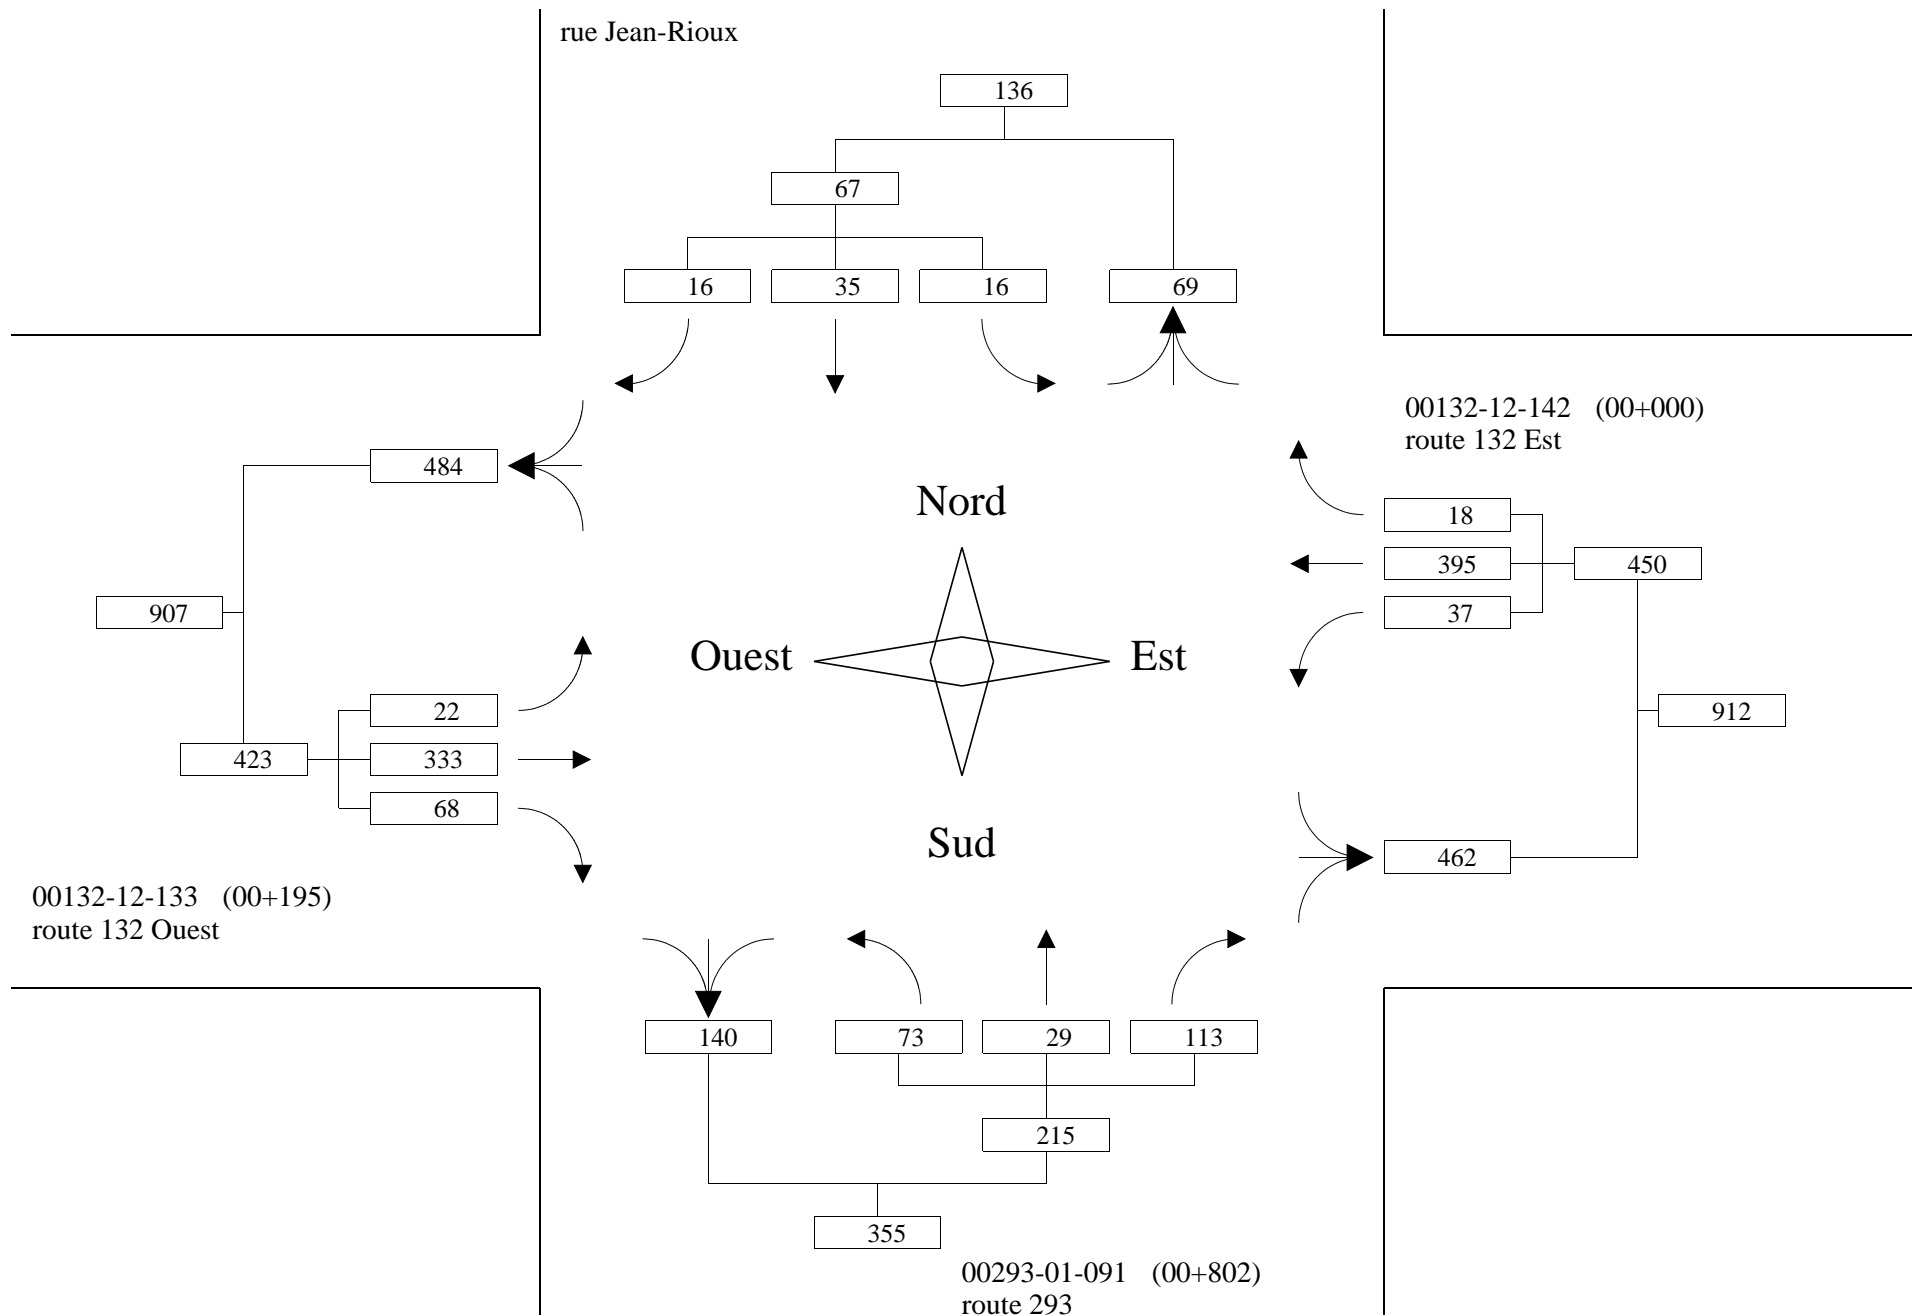 rue Jean-Rioux
136
67
16 35 16 69
00132-12-142 (00+000)
route 132 Est
484
Nord
18
395 450
907
37
Ouest Est
22
912
423 333
68
Sud
462
00132-12-133 (00+195)
route 132 Ouest
140 73 29 113
215
355
00293-01-091 (00+802)
route 293